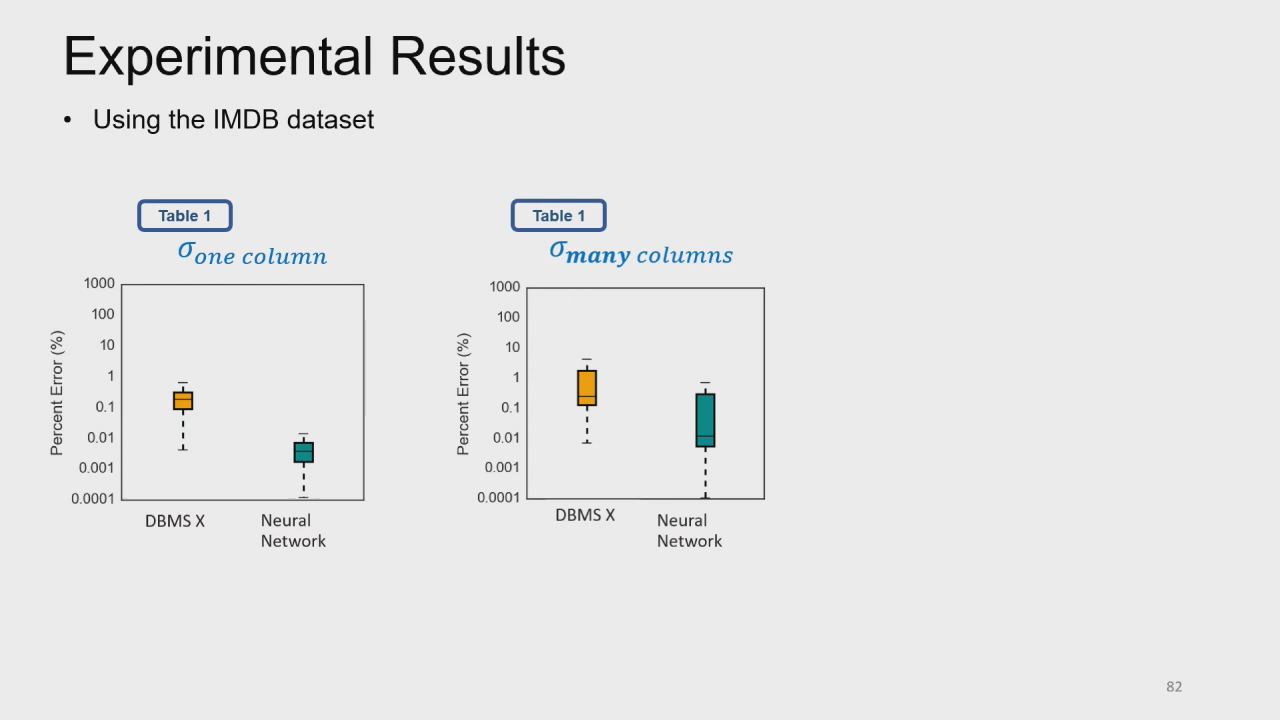 Experimental Results
• Using the IMDB dataset
Table 1
σone column
1000
100
10
1
0.1
0.01
0.001
0.0001
Percent Error (%)
DBMS X
Neural
Network
Table 1
σmany columns
1000
100
10
1
0.1
0.01
0.001
0.0001
Percent Error (%)
DBMS X
Neural
Network
82